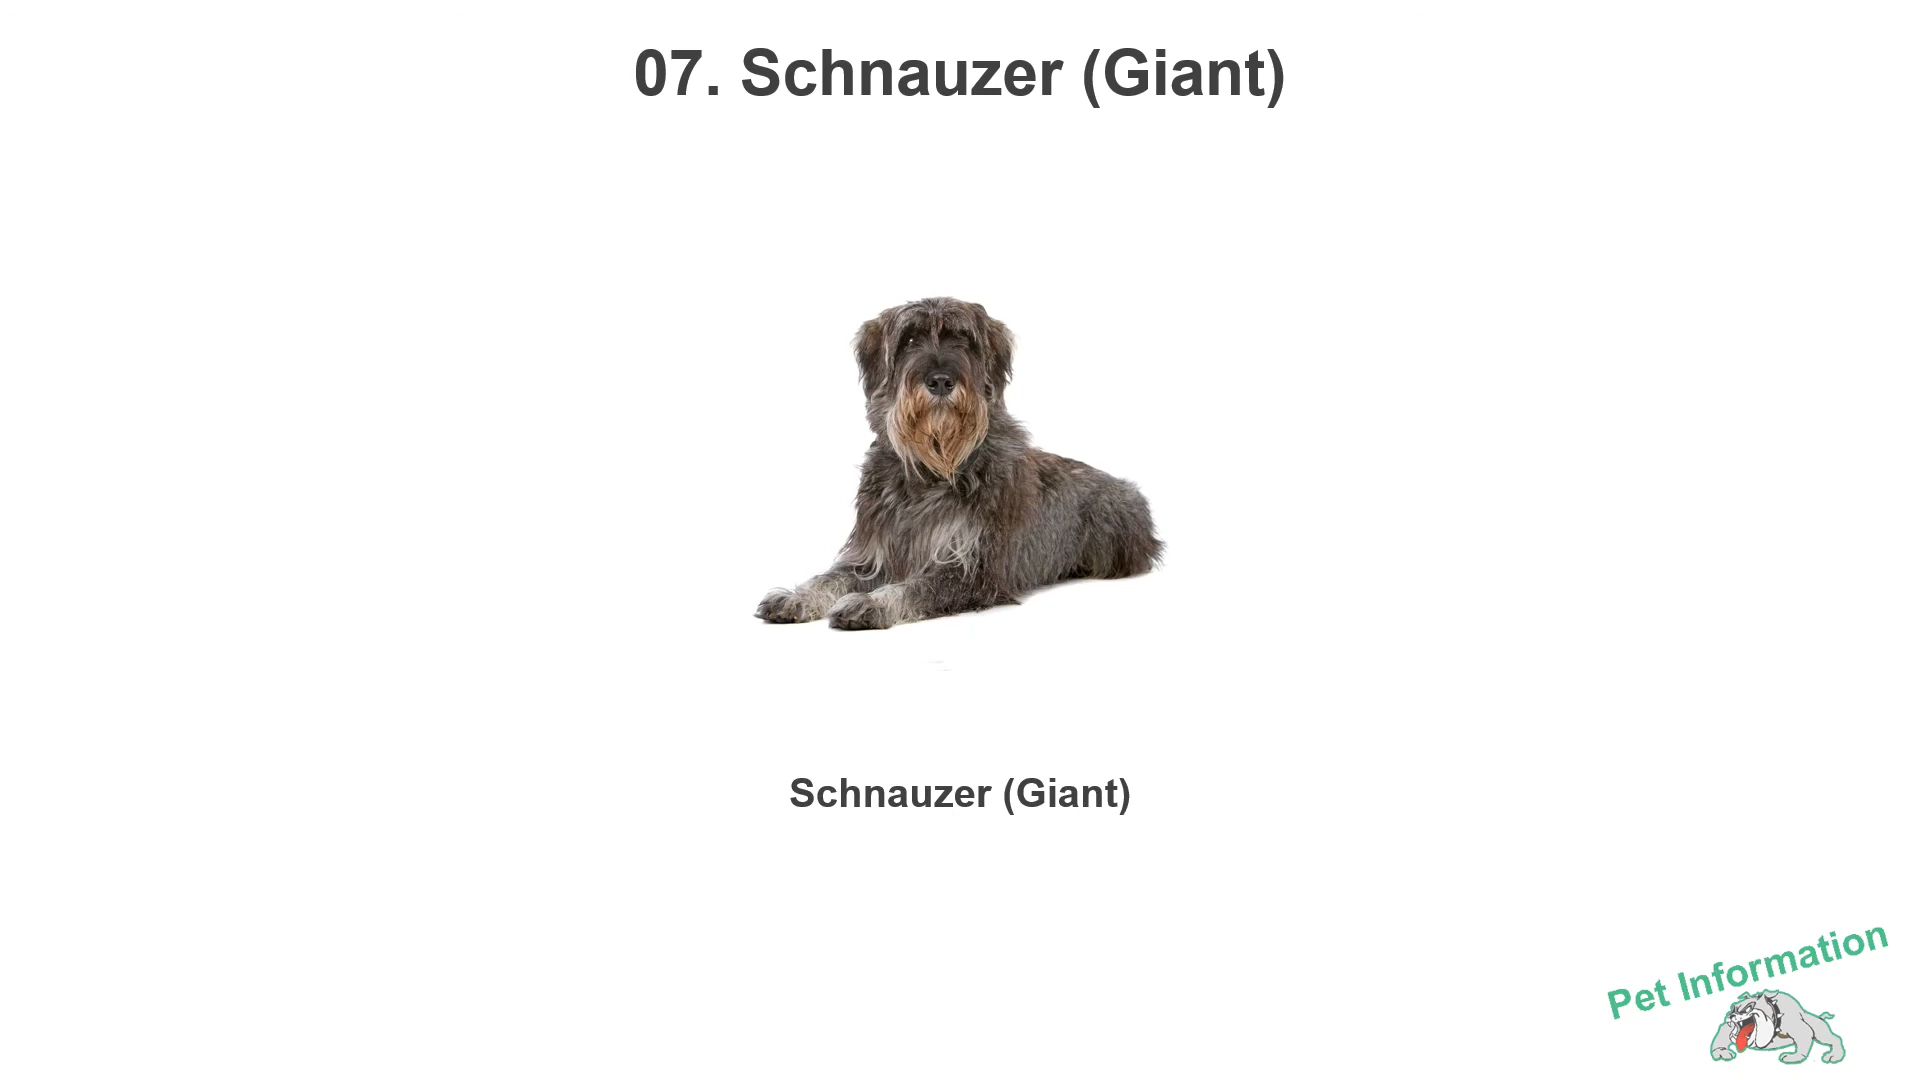 07. Schnauzer (Giant)
Schnauzer (Giant)
Pet Information